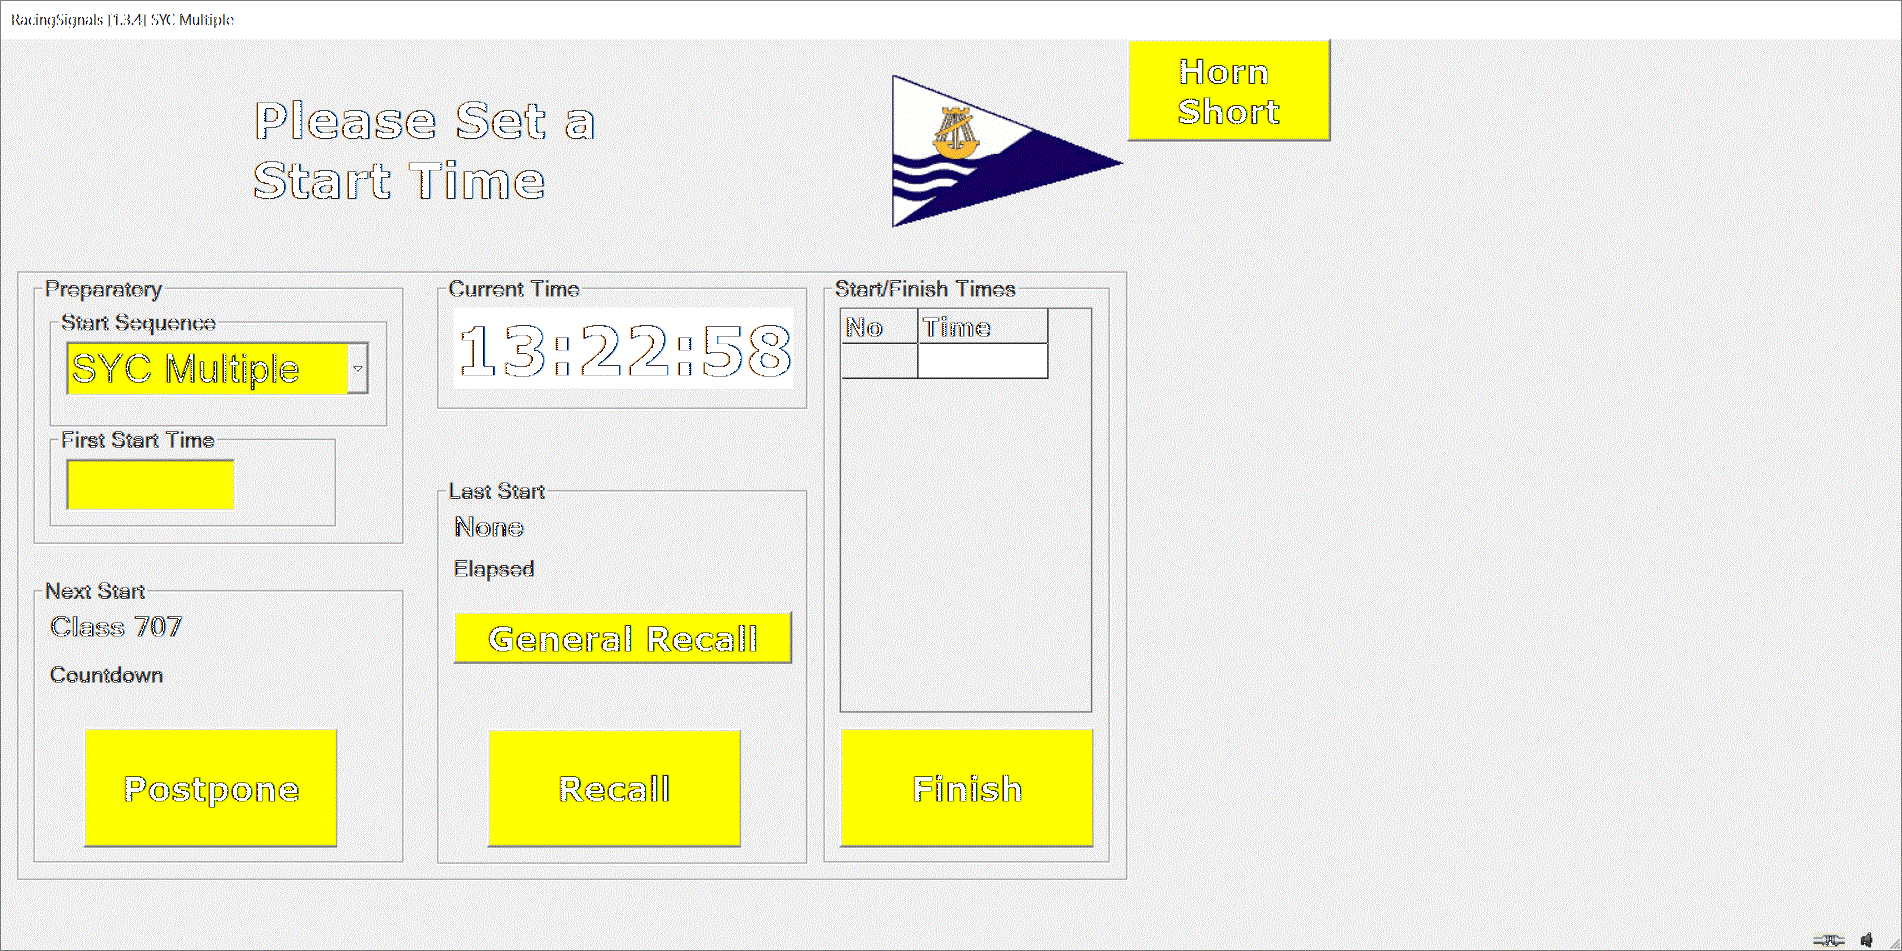 RacingSignals [1.3.4] SYC Multiple
Please Set a
Start Time
Horn
Short
Preparatory
Start Sequence
SYC Multiple
First Start Time
Next Start
Class 707
Countdown
Postpone
Current Time
13:22:58
Last Start
None
Elapsed
General Recall
Recall
Start/Finish Times
No Time
Finish